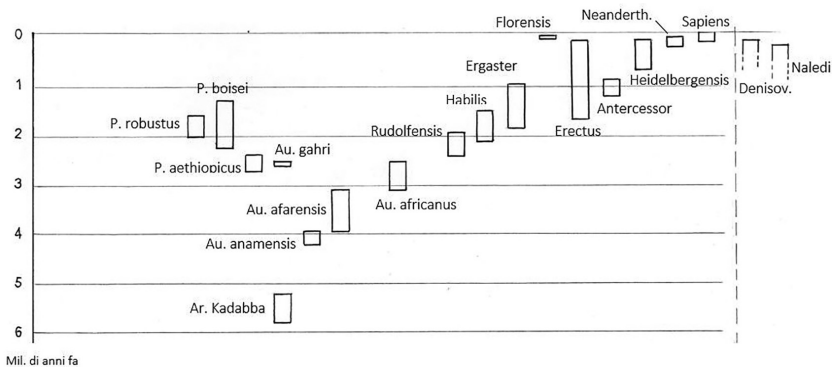 Neanderth.
Sapiens
Florensis
0
Ergaster
Naledi
Heidelbergensis
Denisov.
1
P. boisei
Habilis
Antercessor
P. robustus
Rudolfensis
Erectus
2
Au. gahri
P. aethiopicus
3
Au. afarensis
Au. africanus
4
Au. anamensis
5
Ar. Kadabba
6
Mil. di anni fa